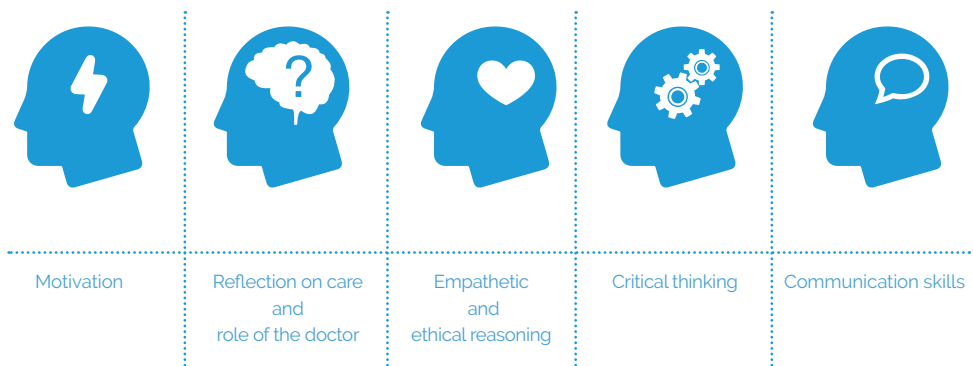 Motivation
Reflection on care
and
role of the doctor
Empathetic
and
ethical reasoning
Critical thinking
Communication skills
?